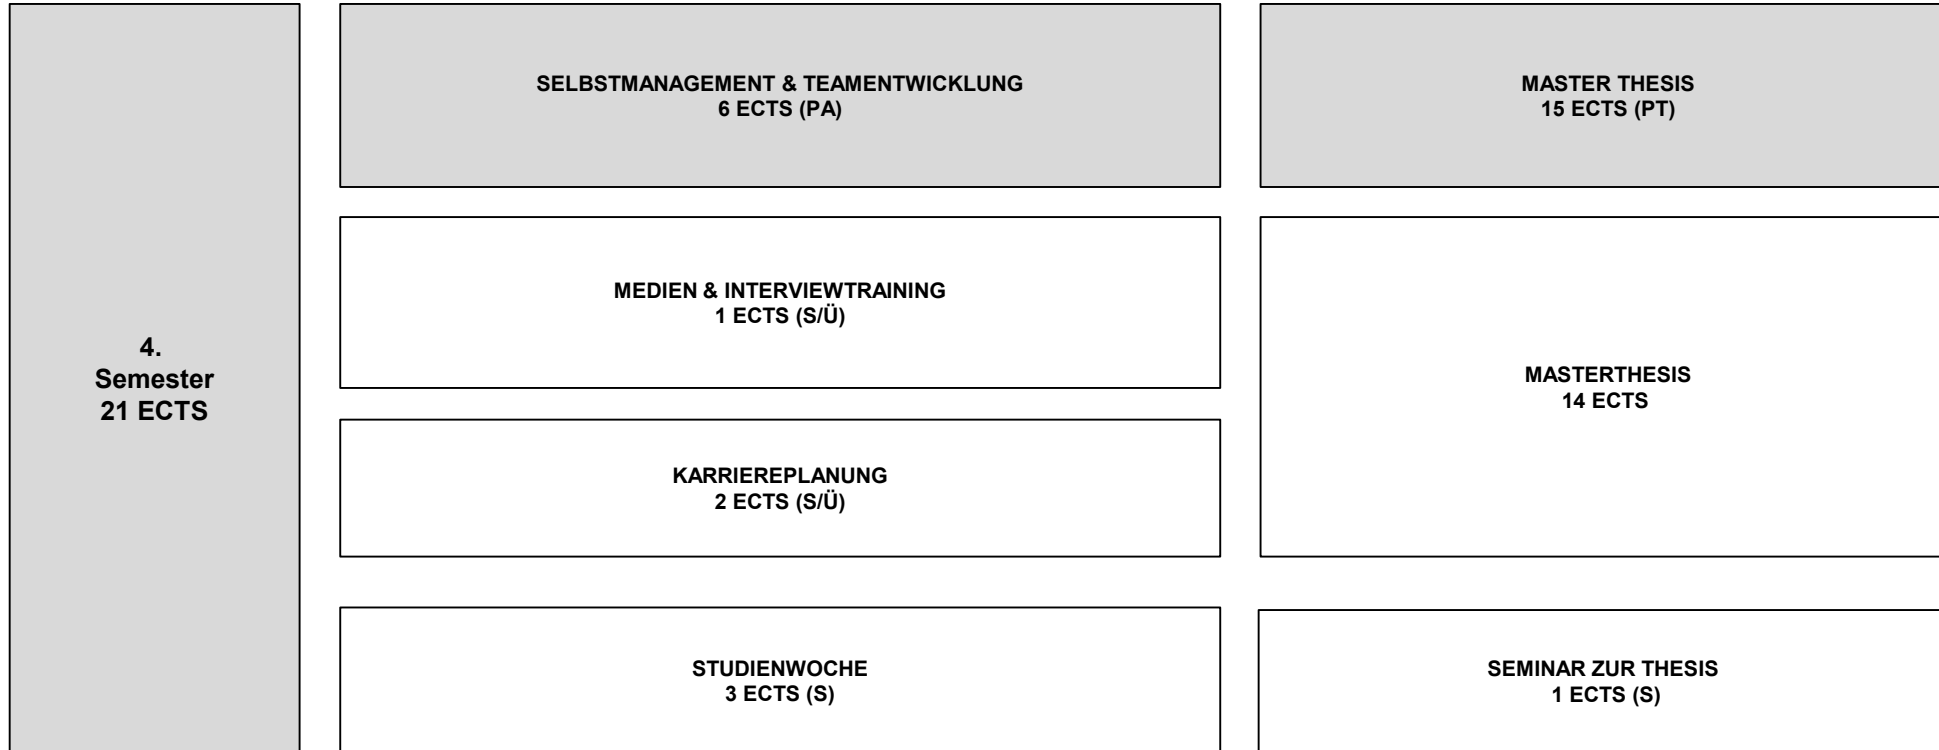 4.
Semester
21 ECTS
SELBSTMANAGEMENT & TEAMENTWICKLUNG
6 ECTS (PA)
MEDIEN & INTERVIEWTRAINING
1 ECTS (S/Ü)
KARRIEREPLANUNG
2 ECTS (S/Ü)
STUDIENWOCHE
3 ECTS (S)
MASTER THESIS
15 ECTS (PT)
MASTERTHESIS
14 ECTS
SEMINAR ZUR THESIS
1 ECTS (S)